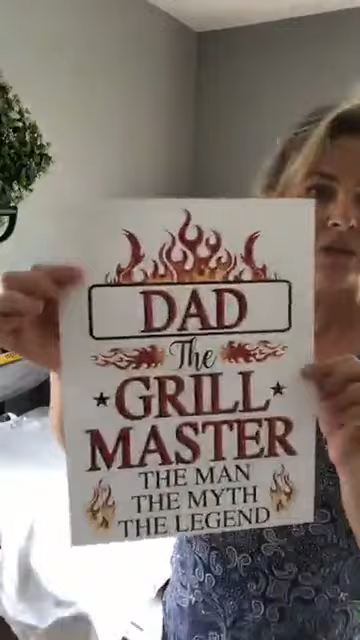 DAD
The
GRILL
MASTER
THE MAN
THE MYTH
THE LEGEND